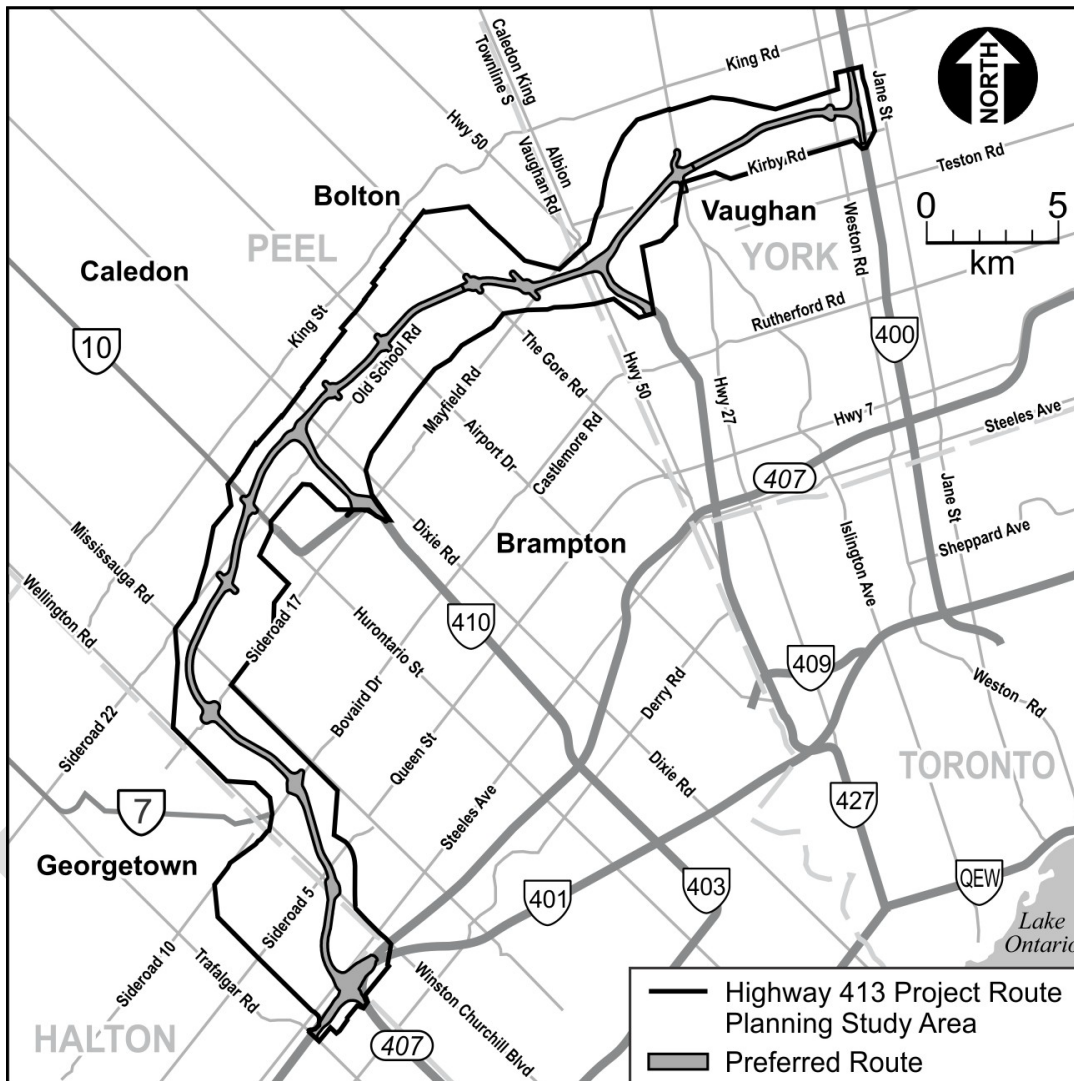 King Rd
Caledon King
Townline S
Jane St
NORTH
Hwy 50
Albion
Vaughan Rd
Kirby Rd
Teston Rd
Bolton
Vaughan
0 5
km
PEEL
YORK
Weston Rd
Caledon
King St
Rutherford Rd
10
Old School Rd
The Gore Rd
400
Mayfield Rd
Hwy 50
Hwy 27
Airport Dr
Castlemore Rd
Hwy 7
Steeles Ave
407
Mississauga Rd
Dixie Rd
Brampton
Jane St
Islington Ave
Sheppard Ave
Wellington Rd
Sideroad 17
410
Hurontario St
409
Derry Rd
Weston Rd
Sideroad 22
Bovaird Dr
Queen St
Dixie Rd
TORONTO
7
Steeles Ave
427
Georgetown
403
QEW
401
Sideroad 5
Lake
Ontario
Sideroad 10
Trafalgar Rd
Winston Churchill Blvd
HALTON
407
Highway 413 Project Route
Planning Study Area
Preferred Route